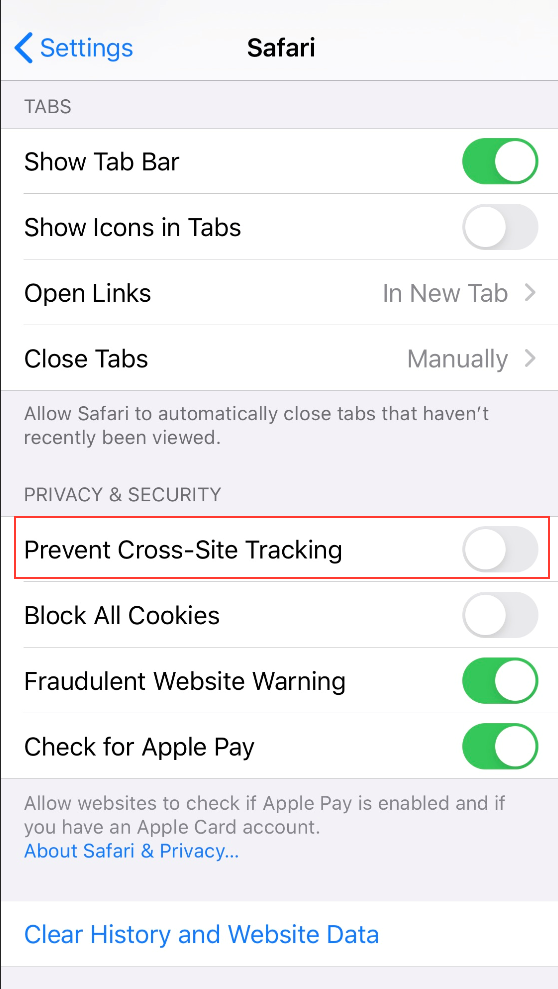 Settings
Safari
TABS
Show Tab Bar
Show Icons in Tabs
Open Links In New Tab
Close Tabs Manually
Allow Safari to automatically close tabs that haven't
recently been viewed.
PRIVACY & SECURITY
Prevent Cross-Site Tracking
Block All Cookies
Fraudulent Website Warning
Check for Apple Pay
Allow websites to check if Apple Pay is enabled and if
you have an Apple Card account.
About Safari & Privacy...
Clear History and Website Data